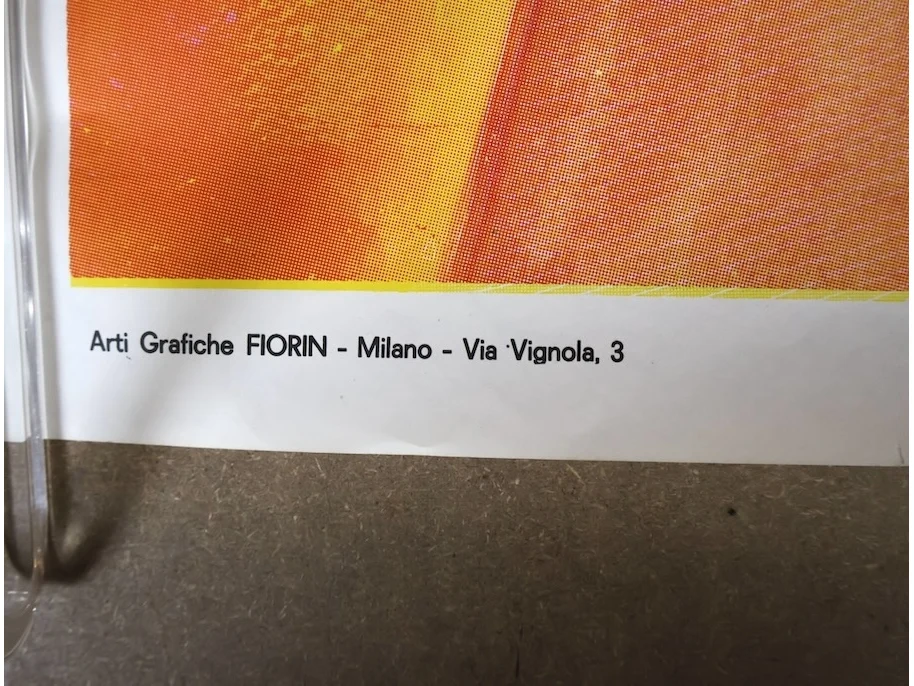 Arti Grafiche FIORIN - Milano - Via Vignola, 3